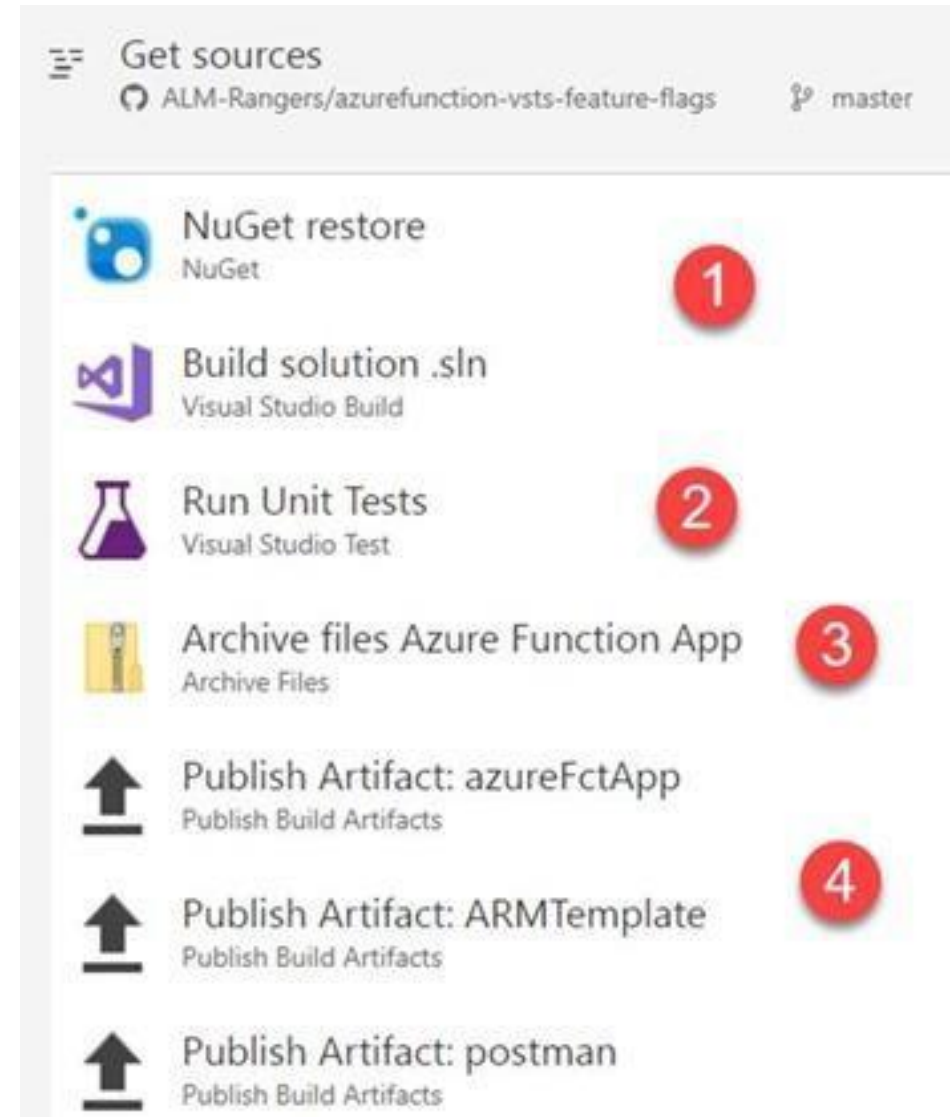 Get sources
ALM-Rangers/azurefunction-vsts-feature-flags master
NuGet restore
NuGet
1
Build solution .sln
Visual Studio Build
Run Unit Tests
Visual Studio Test
2
Archive files Azure Function App
Archive Files
3
Publish Artifact: azureFctApp
Publish Build Artifacts
4
Publish Artifact: ARMTemplate
Publish Build Artifacts
Publish Artifact: postman
Publish Build Artifacts